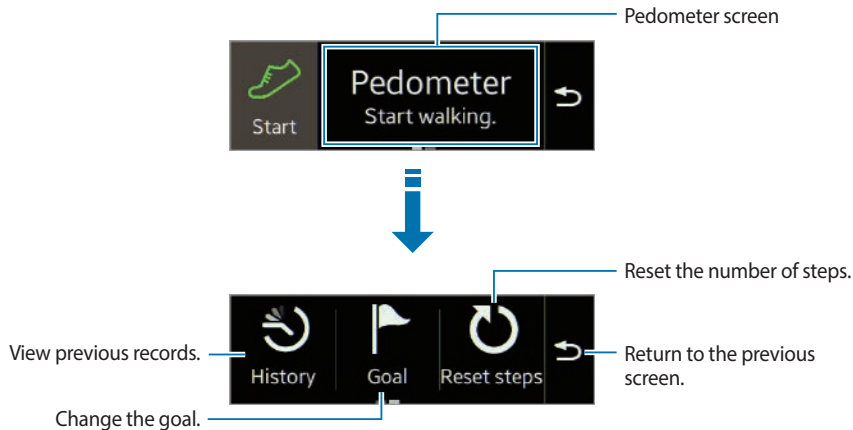 Pedometer screen
Pedometer
Start walking.
Start
Reset the number of steps.
View previous records.
History
Goal
Reset steps
Return to the previous
screen.
Change the goal.